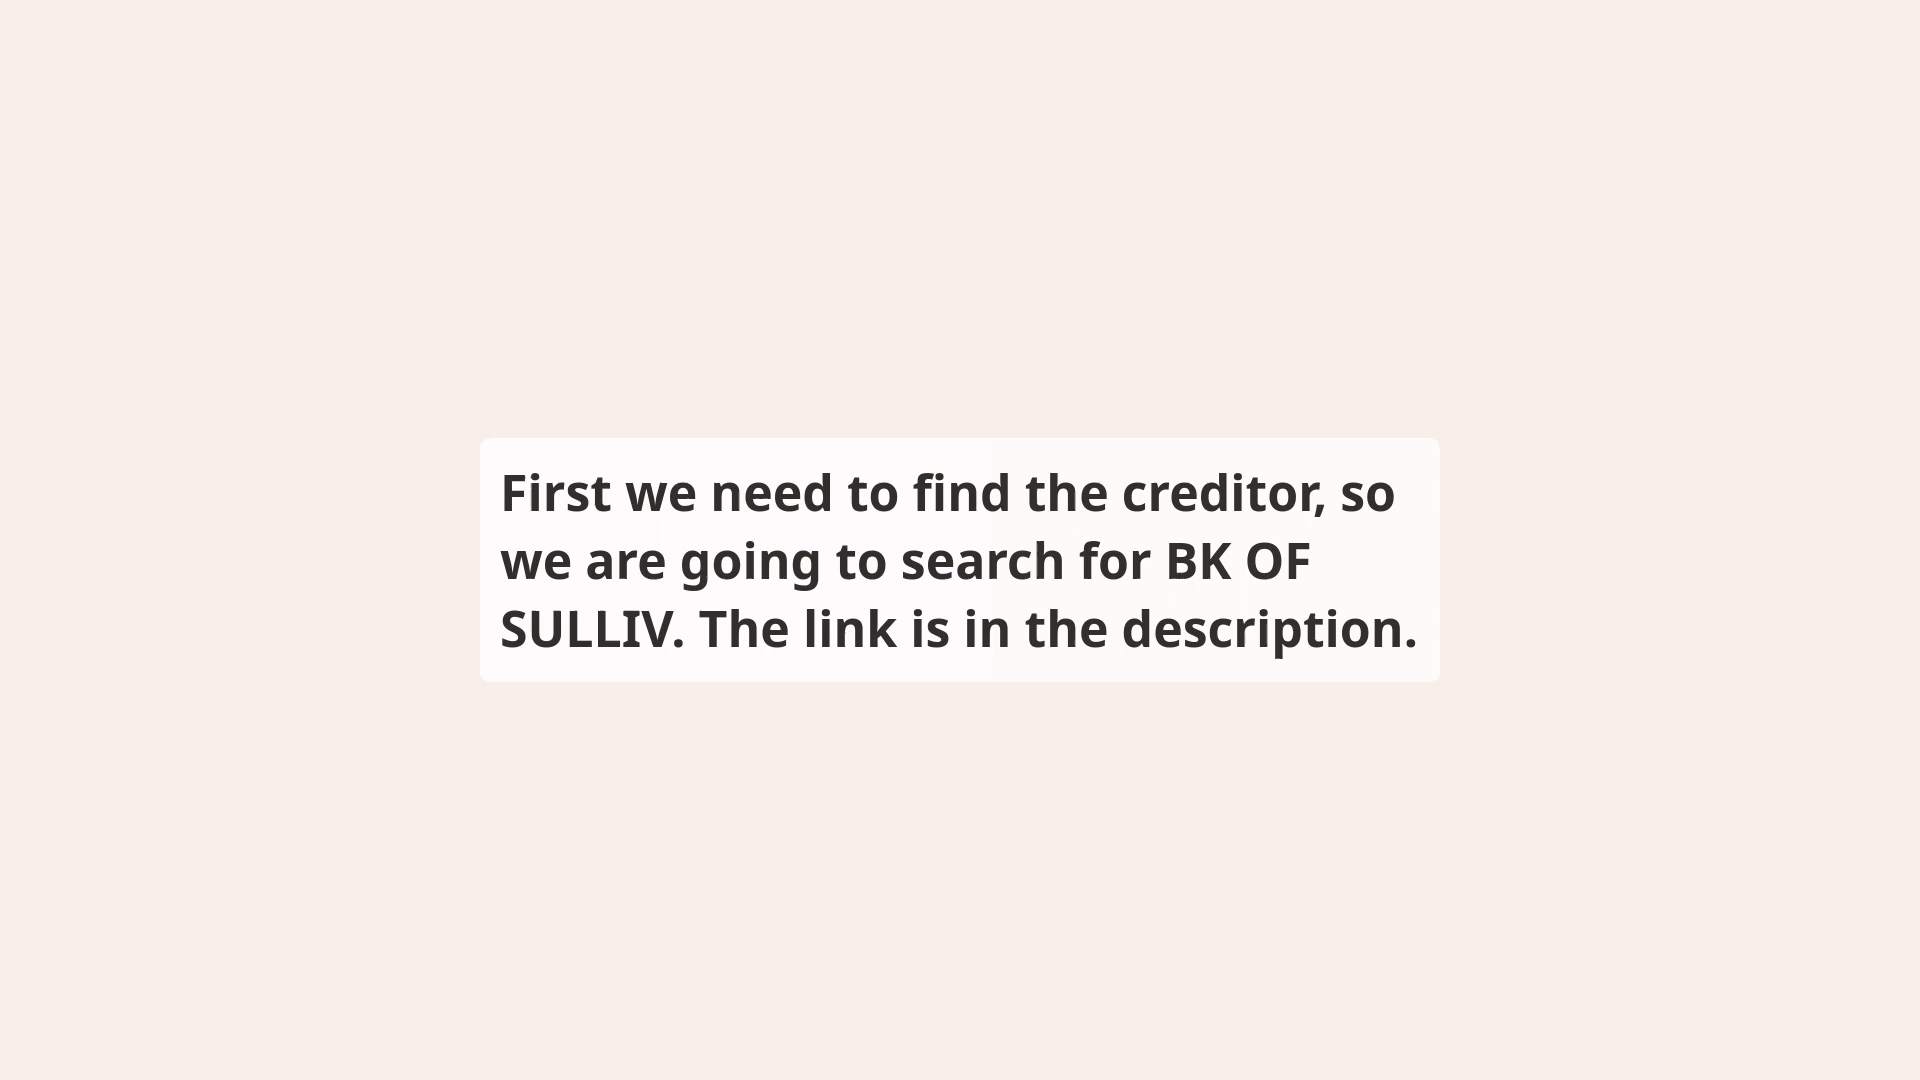 First we need to find the creditor, so
we are going to search for BK OF
SULLIV. The link is in the description.